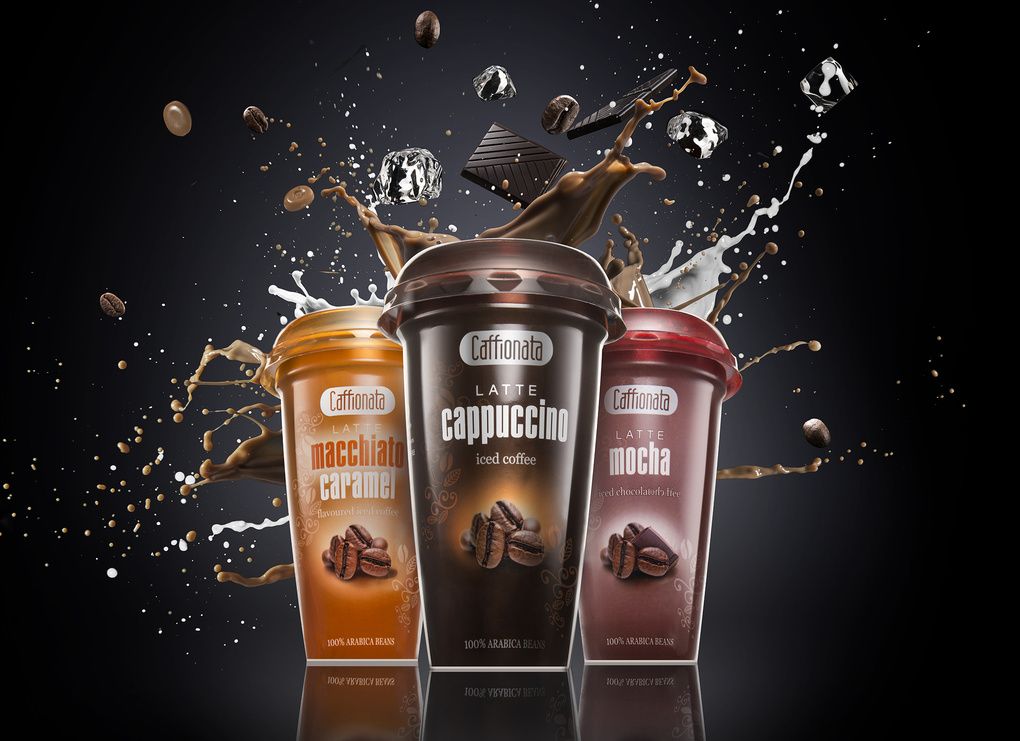 Caffionata
LATTE
macchiato
caramel
flavoured iced coffee
100% ARABICA BEANS
Caffionata
LATTE
cappuccino
iced coffee
100% ARABICA BEANS
Caffionata
LATTE
mocha
iced
100% ARABICA BEANS